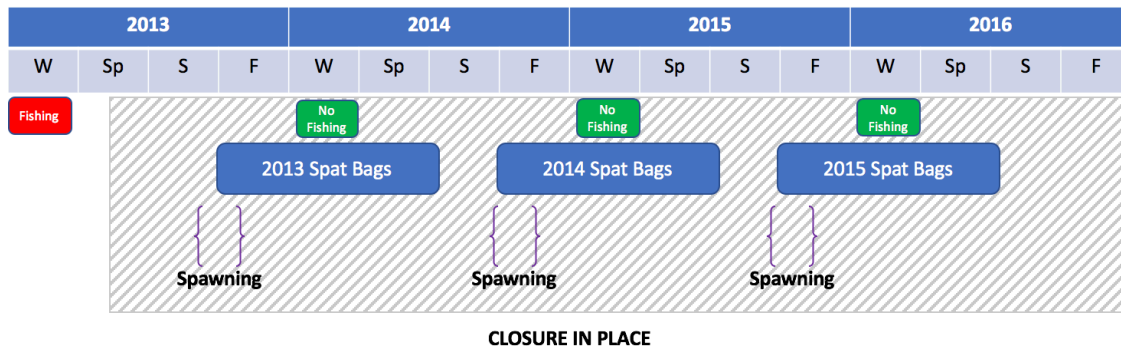 2013 2014 2015 2016
W Sp S F W Sp S F W Sp S F W Sp S F
Fishing
No
Fishing
No
Fishing
No
Fishing
2013 Spat Bags 2014 Spat Bags 2015 Spat Bags
Spawning Spawning Spawning
CLOSURE IN PLACE